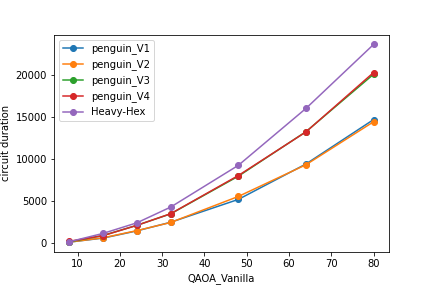 penguin_V1
penguin_V2
penguin_V3
penguin_V4
Heavy-Hex
circuit duration
20000
15000
10000
5000
0
10 20 30 40 50 60 70 80
QAOA_Vanilla